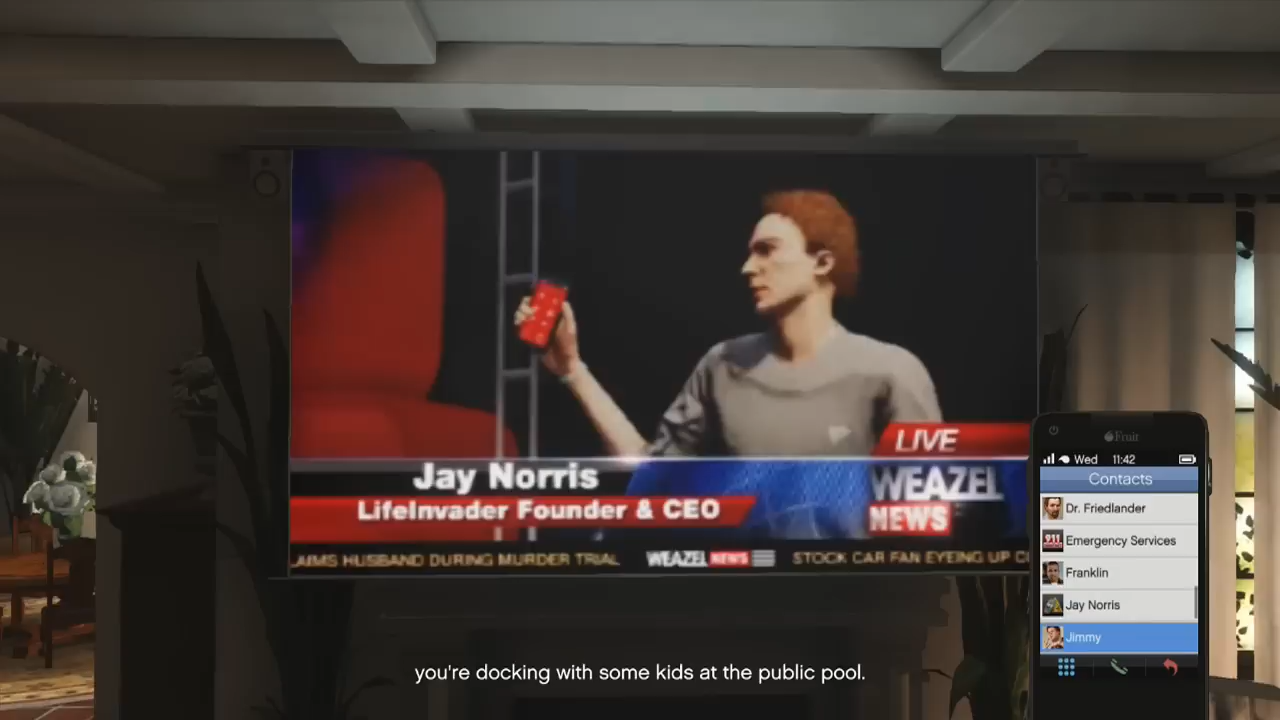 LIVE
WEAZEL
NEWS
Jay Norris
LifeInvader Founder & CEO
AIMS HUSBAND DURING MURDER TRIAL WEAZEL NEWS STOCK CAR FAN EYEING UP
Fruit
Wed 11:42
Contacts
Dr. Friedlander
911
Emergency Services
Franklin
Jay Norris
Jimmy
you're docking with some kids at the public pool.